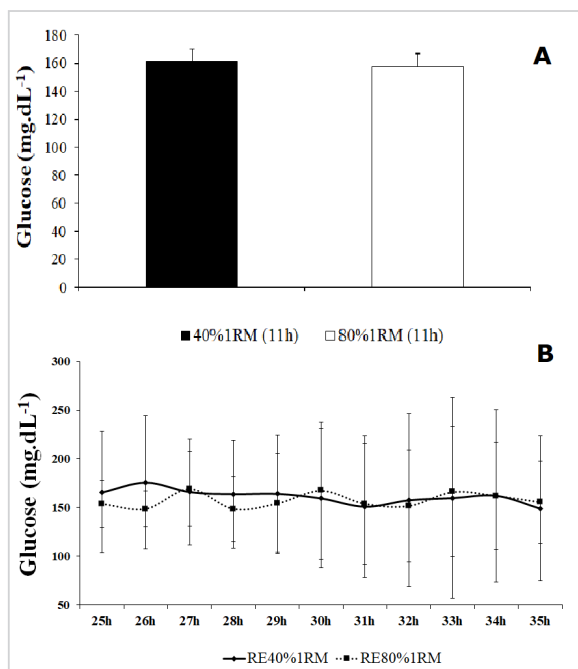 A
Glucose (mg.dL-1)
180
160
140
120
100
80
60
40
20
0
40%1RM (11h) 80%1RM (11h)
B
Glucose (mg.dL-1)
300
250
200
150
100
50
25h 26h 27h 28h 29h 30h 31h 32h 33h 34h 35h
RE40%1RM RE80%1RM